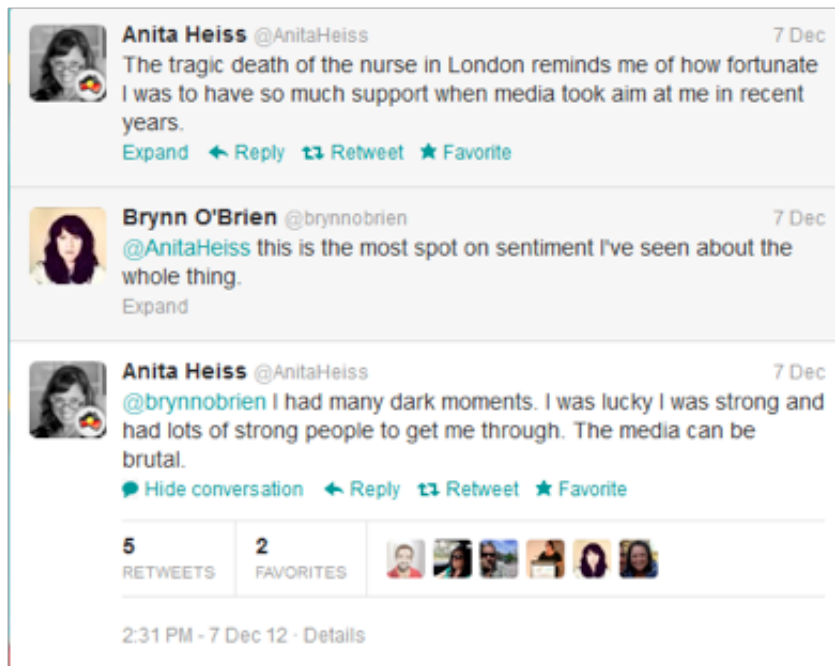 Anita Heiss @AnitaHeiss 7 Dec
The tragic death of the nurse in London reminds me of how fortunate
I was to have so much support when media took aim at me in recent
years.
Expand Reply Retweet Favorite
Brynn O'Brien @brynnobrien 7 Dec
@AnitaHeiss this is the most spot on sentiment I've seen about the
whole thing.
Expand
Anita Heiss @AnitaHeiss 7 Dec
@brynnobrien I had many dark moments. I was lucky I was strong and
had lots of strong people to get me through. The media can be
brutal.
Hide conversation Reply Retweet Favorite
5 2
RETWEETS FAVORITES
2:31 PM - 7 Dec 12 · Details